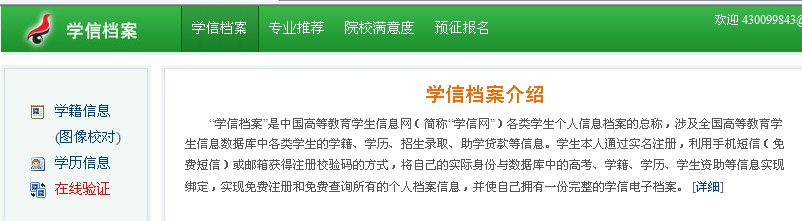 学信档案
学信档案 专业推荐 院校满意度 预征报名
欢迎 430099843@
学籍信息
(图像校对)
学历信息
在线验证
学信档案介绍
“学信档案”是中国高等教育学生信息网（简称“学信网”）各类学生个人信息档案的总称，涉及全国高等教育学
生信息数据库中各类学生的学籍、学历、招生录取、助学贷款等信息。学生本人通过实名注册，利用手机短信（免
费短信）或邮箱获得注册校验码的方式，将自己的实际身份与数据库中的高考、学籍、学历、学生资助等信息实现
绑定，实现免费注册和免费查询所有的个人档案信息，并使自己拥有一份完整的学信电子档案。 [详细]